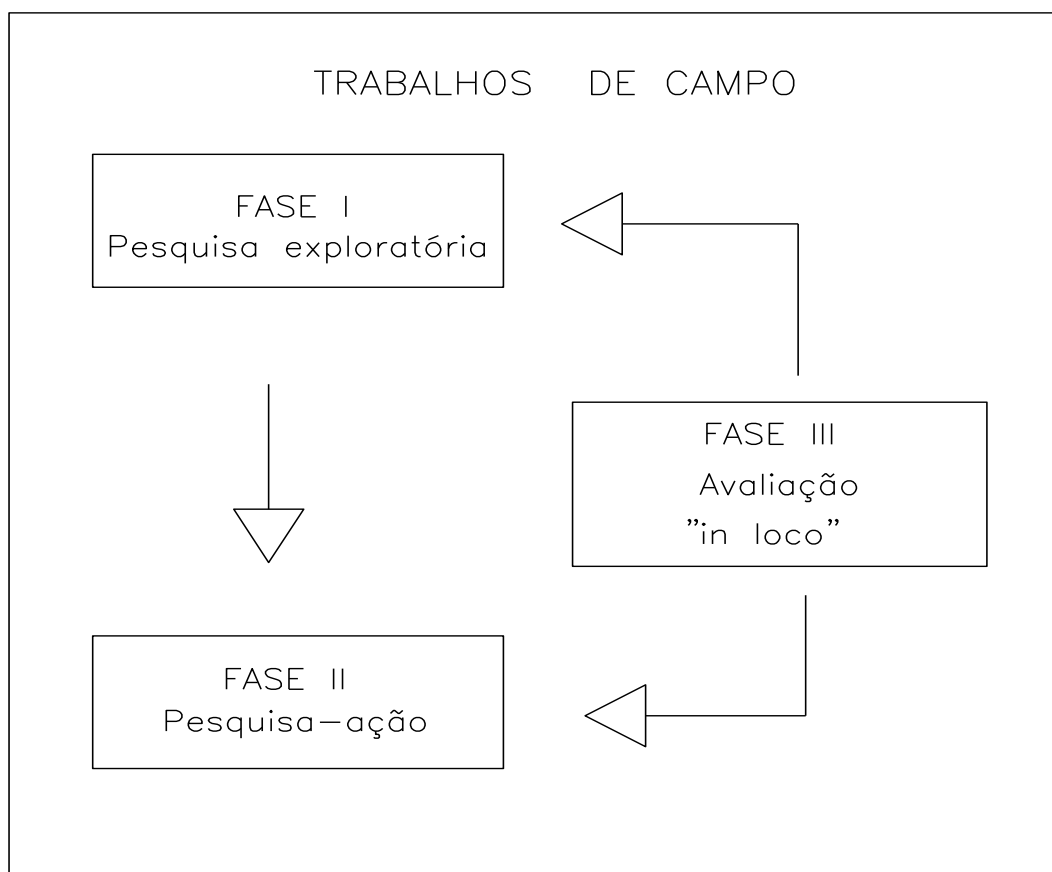 TRABALHOS DE CAMPO
FASE I
Pesquisa exploratória
FASE III
Avaliação
"in loco"
FASE II
Pesquisa-ação